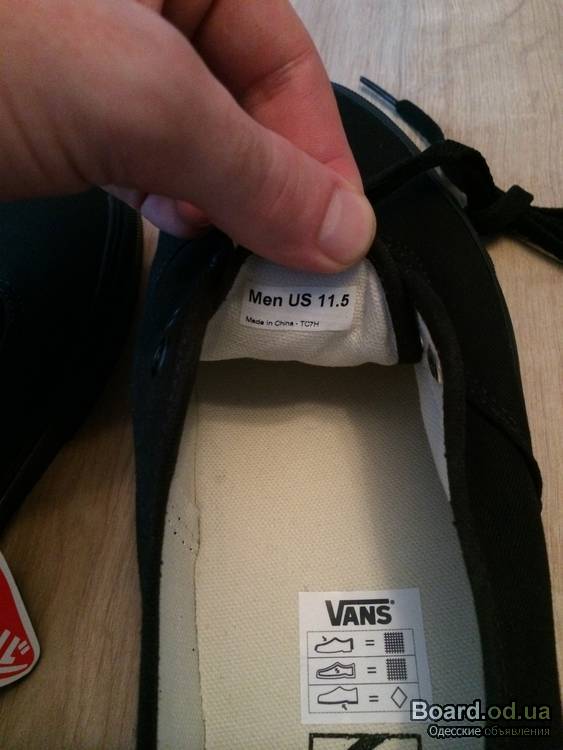 Men US 11.5
Made in China - TC7H
VANS
=
=
=
Board.od.ua
Одесские объявления